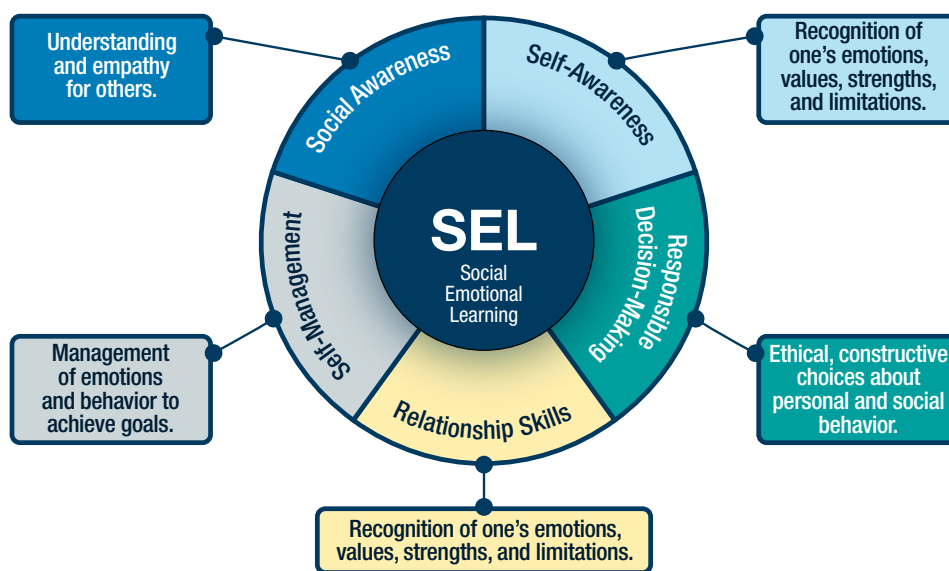 Understanding
and empathy
for others.
Social Awareness
Self-Awareness
Recognition of
one’s emotions,
values, strengths,
and limitations.
SEL
Social
Emotional
Learning
Self-Management
Responsible
Decision-Making
Management
of emotions
and behavior to
achieve goals.
Relationship Skills
Ethical, constructive
choices about
personal and social
behavior.
Recognition of one’s emotions,
values, strengths, and limitations.